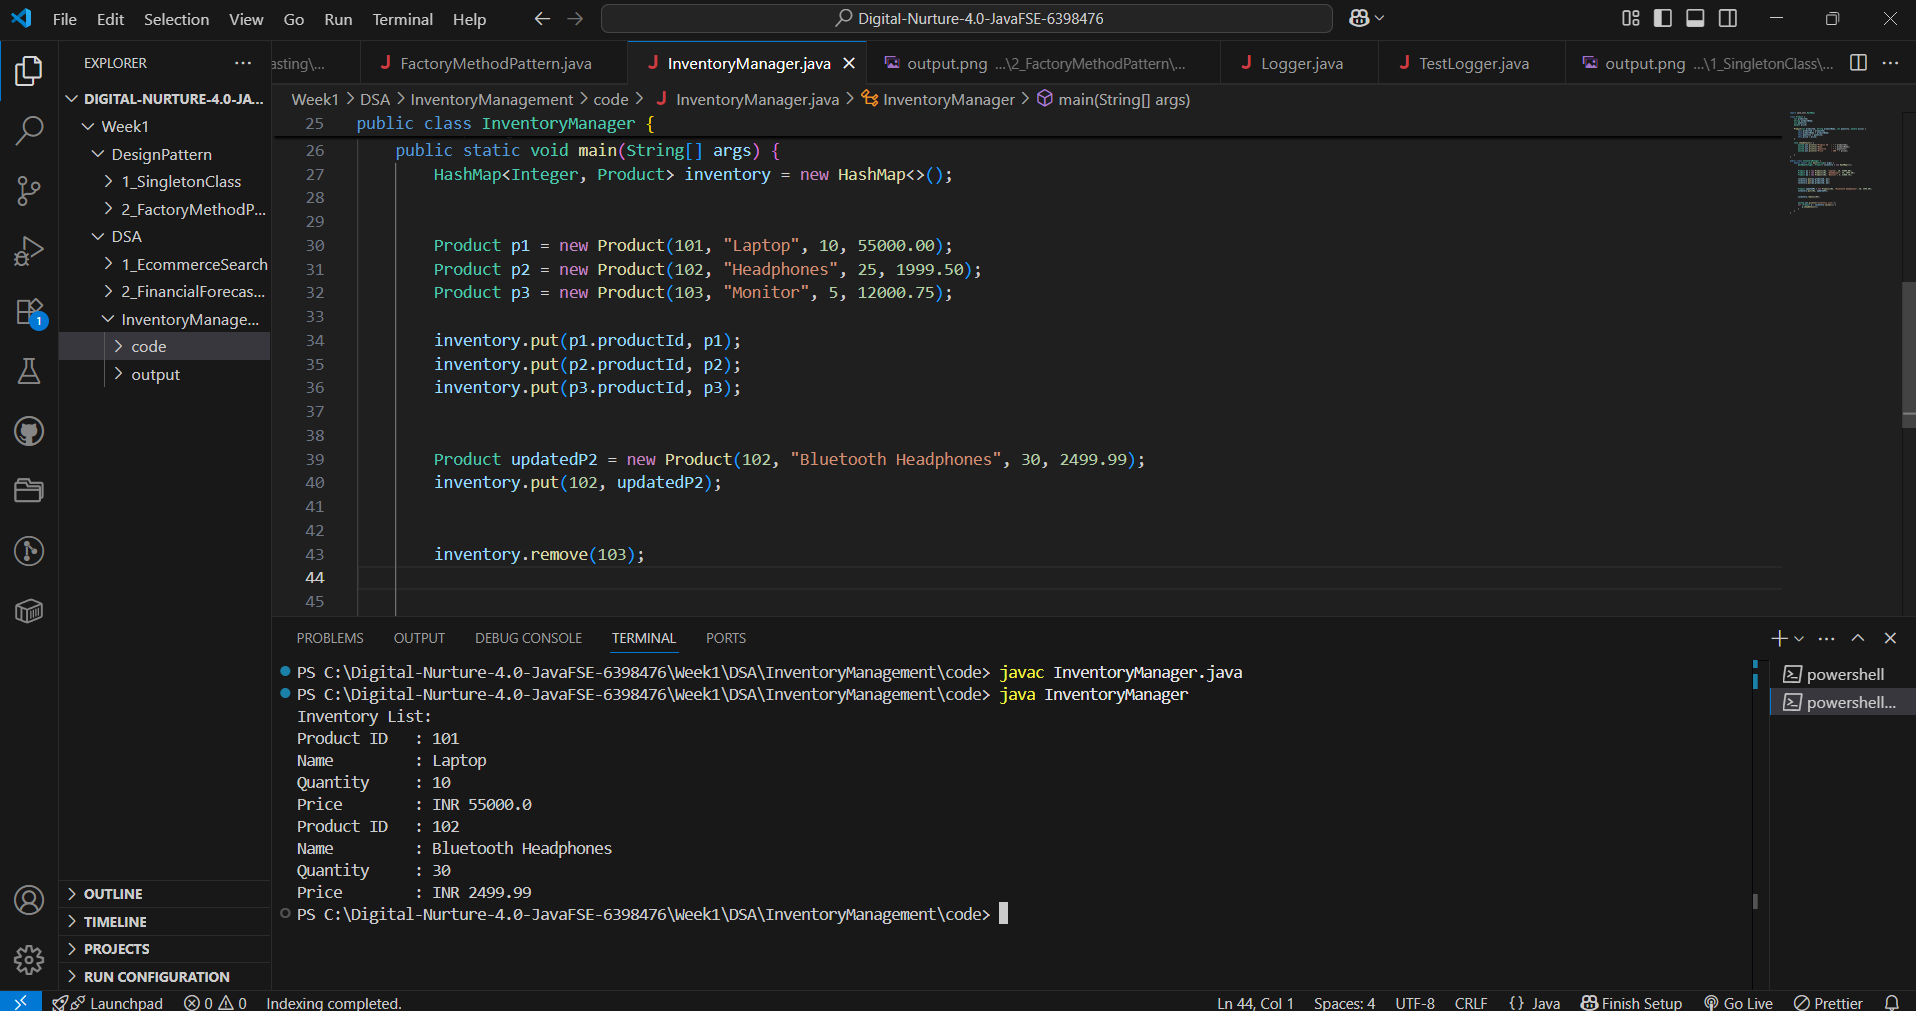 File Edit Selection View Go Run Terminal Help
Digital-Nurture-4.0-JavaFSE-6398476
EXPLORER
asting\...
J FactoryMethodPattern.java
J InventoryManager.java
output.png ...\2_FactoryMethodPattern\...
J Logger.java
J TestLogger.java
output.png ...\1_SingletonClass\...
DIGITAL-NURTURE-4.0-JA...
Week1
DesignPattern
1_SingletonClass
2_FactoryMethodP...
DSA
1_EcommerceSearch
2_FinancialForecas...
InventoryManage...
code
output
1
OUTLINE
TIMELINE
PROJECTS
RUN CONFIGURATION
Week1 > DSA > InventoryManagement > code > J InventoryManager.java > InventoryManager > main(String[] args)
25 public class InventoryManager {
26 public static void main(String[] args) {
27 HashMap<Integer, Product> inventory = new HashMap<>();
28
29
30 Product p1 = new Product(101, "Laptop", 10, 55000.00);
31 Product p2 = new Product(102, "Headphones", 25, 1999.50);
32 Product p3 = new Product(103, "Monitor", 5, 12000.75);
33
34 inventory.put(p1.productId, p1);
35 inventory.put(p2.productId, p2);
36 inventory.put(p3.productId, p3);
37
38
39 Product updatedP2 = new Product(102, "Bluetooth Headphones", 30, 2499.99);
40 inventory.put(102, updatedP2);
41
42
43 inventory.remove(103);
44
45
PROBLEMS OUTPUT DEBUG CONSOLE TERMINAL PORTS
PS C:\Digital-Nurture-4.0-JavaFSE-6398476\Week1\DSA\InventoryManagement\code> javac InventoryManager.java
PS C:\Digital-Nurture-4.0-JavaFSE-6398476\Week1\DSA\InventoryManagement\code> java InventoryManager
Inventory List:
Product ID : 101
Name : Laptop
Quantity : 10
Price : INR 55000.0
Product ID : 102
Name : Bluetooth Headphones
Quantity : 30
Price : INR 2499.99
PS C:\Digital-Nurture-4.0-JavaFSE-6398476\Week1\DSA\InventoryManagement\code>
powershell
powershell...
Launchpad 0 0 Indexing completed.
Ln 44, Col 1 Spaces: 4 UTF-8 CRLF {} Java Finish Setup Go Live Prettier